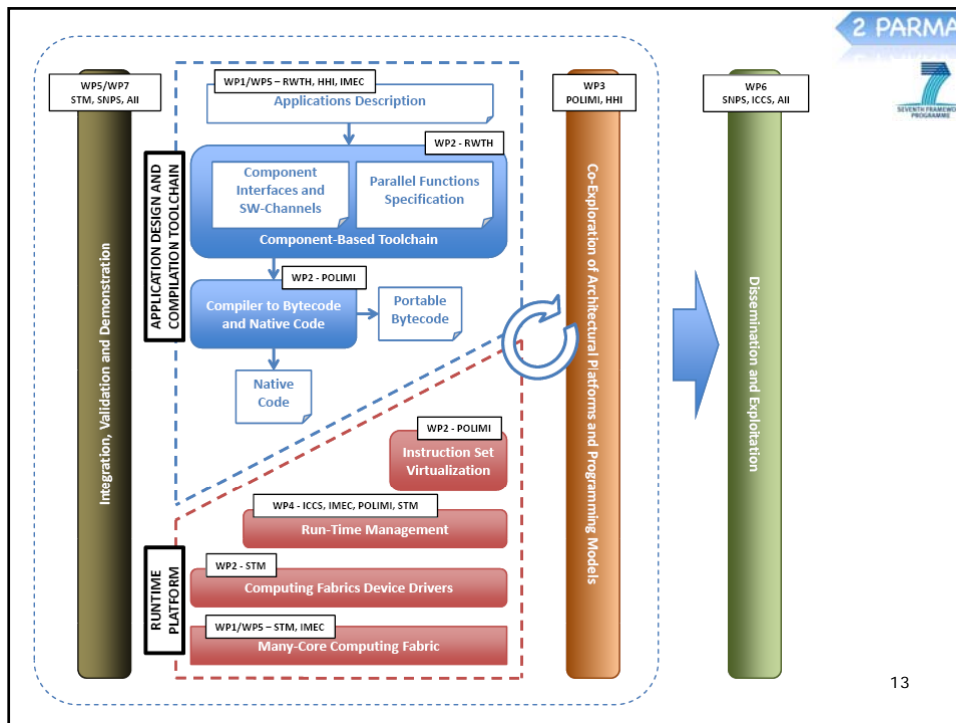 2 PARMA
SEVENTH FRAMEWORK
PROGRAMME
WP5/WP7
STM, SNPS, All
Integration, Validation and Demonstration
APPLICATION DESIGN AND
COMPILATION TOOLCHAIN
WP1/WP5 – RWTH, HHI, IMEC
Applications Description
WP2 - RWTH
Component
Interfaces and
SW-Channels
Parallel Functions
Specification
Component-Based Toolchain
WP2 - POLIMI
Compiler to Bytecode
and Native Code
Portable
Bytecode
Native
Code
RUNTIME
PLATFORM
WP2 - POLIMI
Instruction Set
Virtualization
WP4 - ICCS, IMEC, POLIMI, STM
Run-Time Management
WP2 - STM
Computing Fabrics Device Drivers
WP1/WP5 – STM, IMEC
Many-Core Computing Fabric
WP3
POLIMI, HHI
Co-Exploration of Architectural Platforms and Programming Models
WP6
SNPS, ICCS, All
Dissemination and Exploitation
13